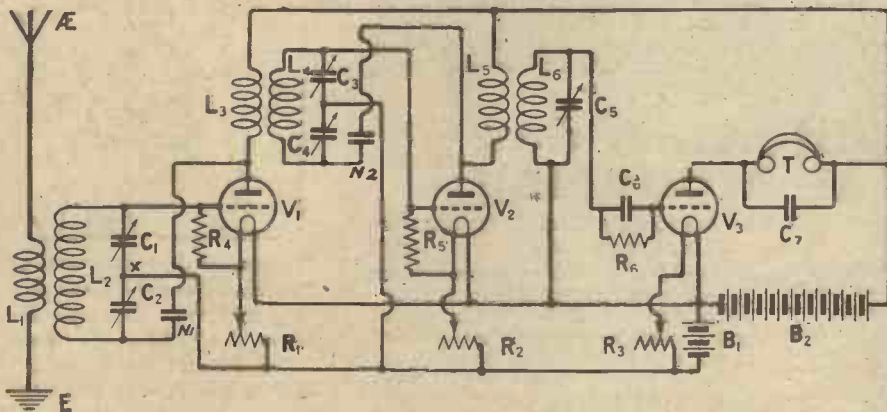 Æ
L₃
L₄
C₃
C₄
N2
L₅
L₆
C₅
T
C₇
V₁
R₄
V₂
R₅
C₆
R₆
V₃
L₁
L₂
C₁
x
C₂
N1
R₁
R₂
R₃
B₁
B₂
E